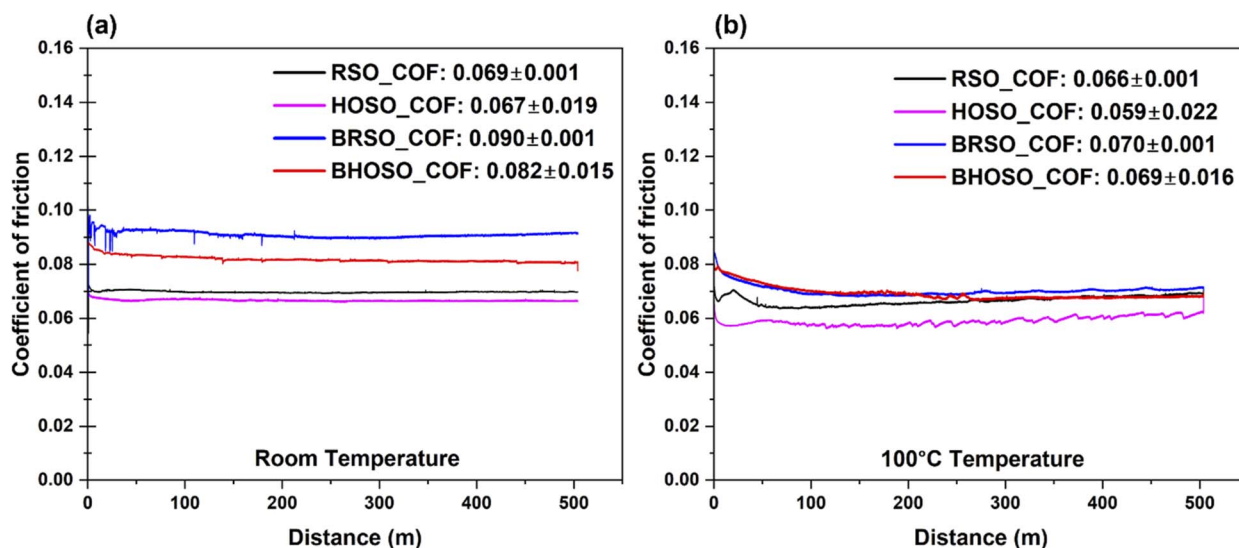 (a)
0.16
0.14
0.12
0.10
0.08
0.06
0.04
0.02
0.00
Coefficient of friction
RSO_COF: 0.069±0.001
HOSO_COF: 0.067±0.019
BRSO_COF: 0.090±0.001
BHOSO_COF: 0.082±0.015
Room Temperature
0 100 200 300 400 500
Distance (m)
(b)
0.16
0.14
0.12
0.10
0.08
0.06
0.04
0.02
0.00
Coefficient of friction
RSO_COF: 0.066±0.001
HOSO_COF: 0.059±0.022
BRSO_COF: 0.070±0.001
BHOSO_COF: 0.069±0.016
100°C Temperature
0 100 200 300 400 500
Distance (m)